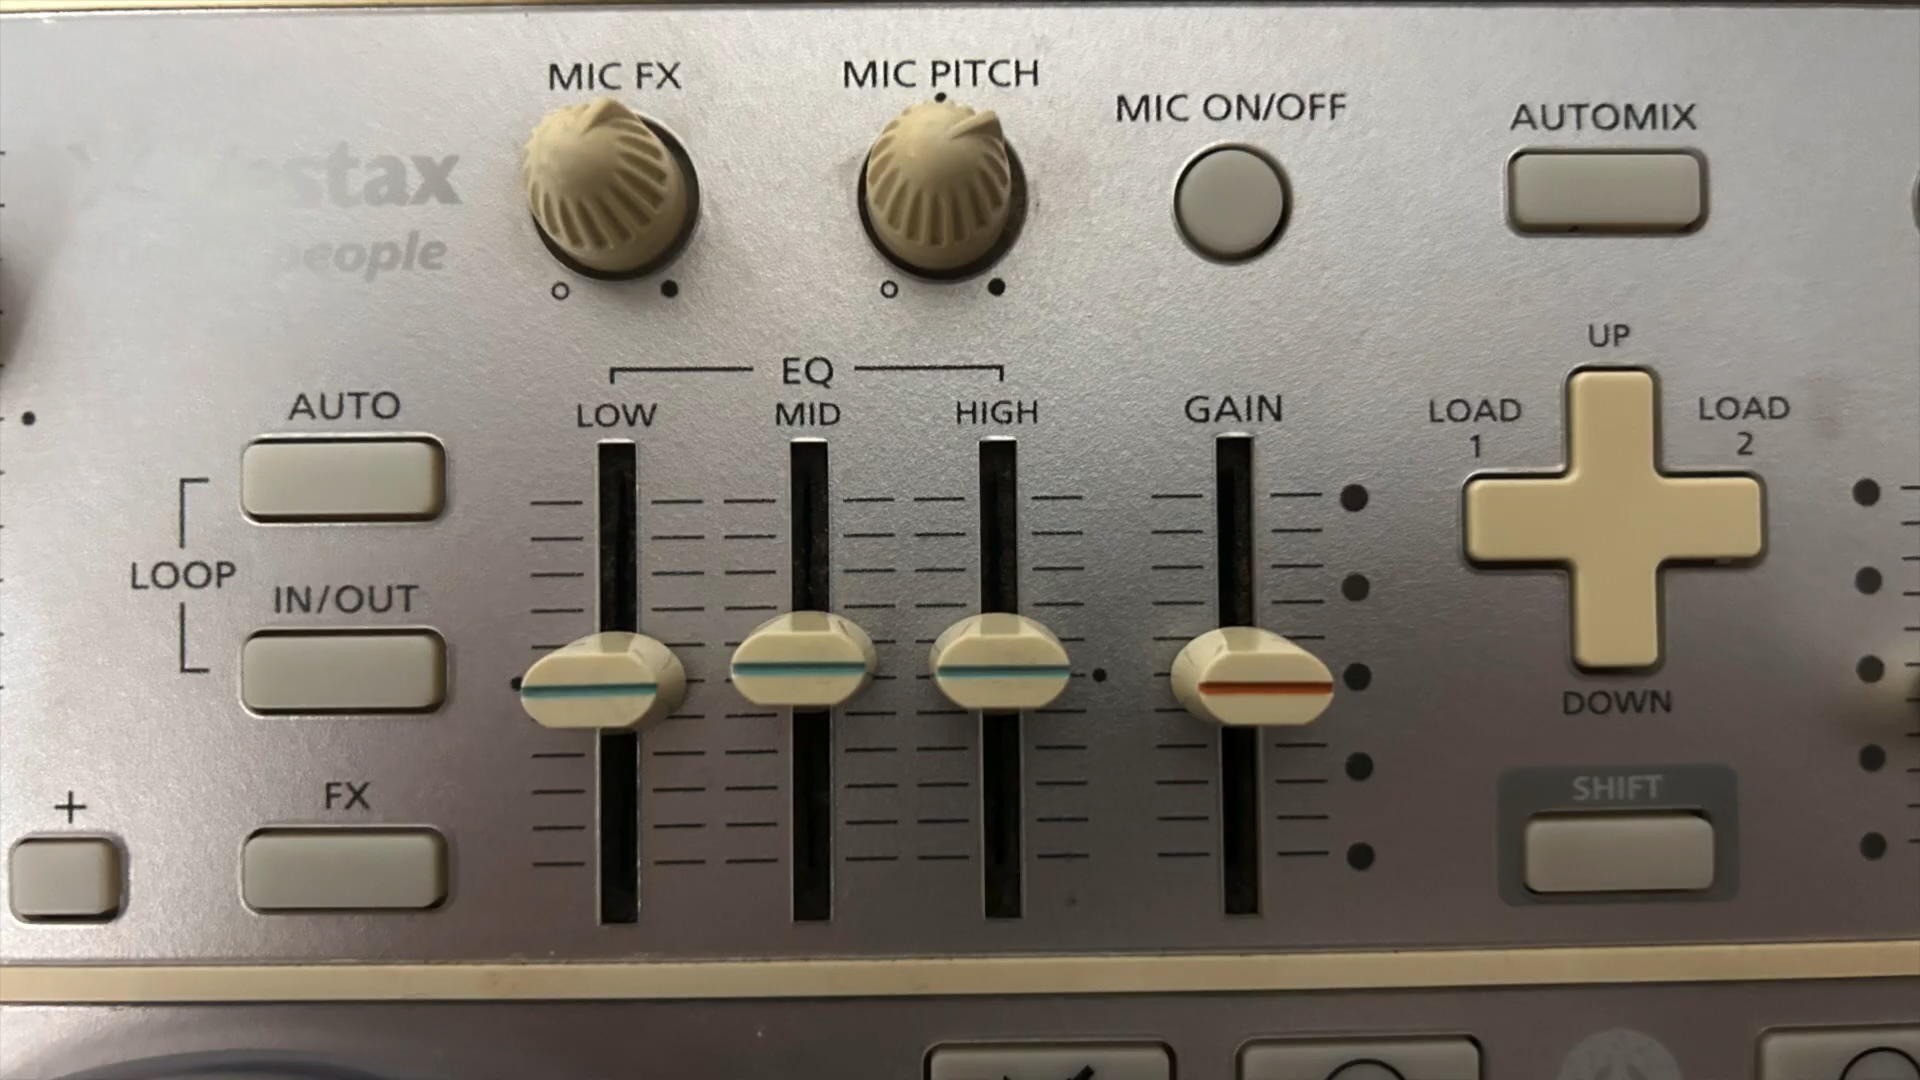 MIC FX
MIC PITCH
MIC ON/OFF
AUTOMIX
people
EQ
LOW
MID
HIGH
GAIN
AUTO
LOOP
IN/OUT
FX
+
UP
LOAD
1
LOAD
2
DOWN
SHIFT